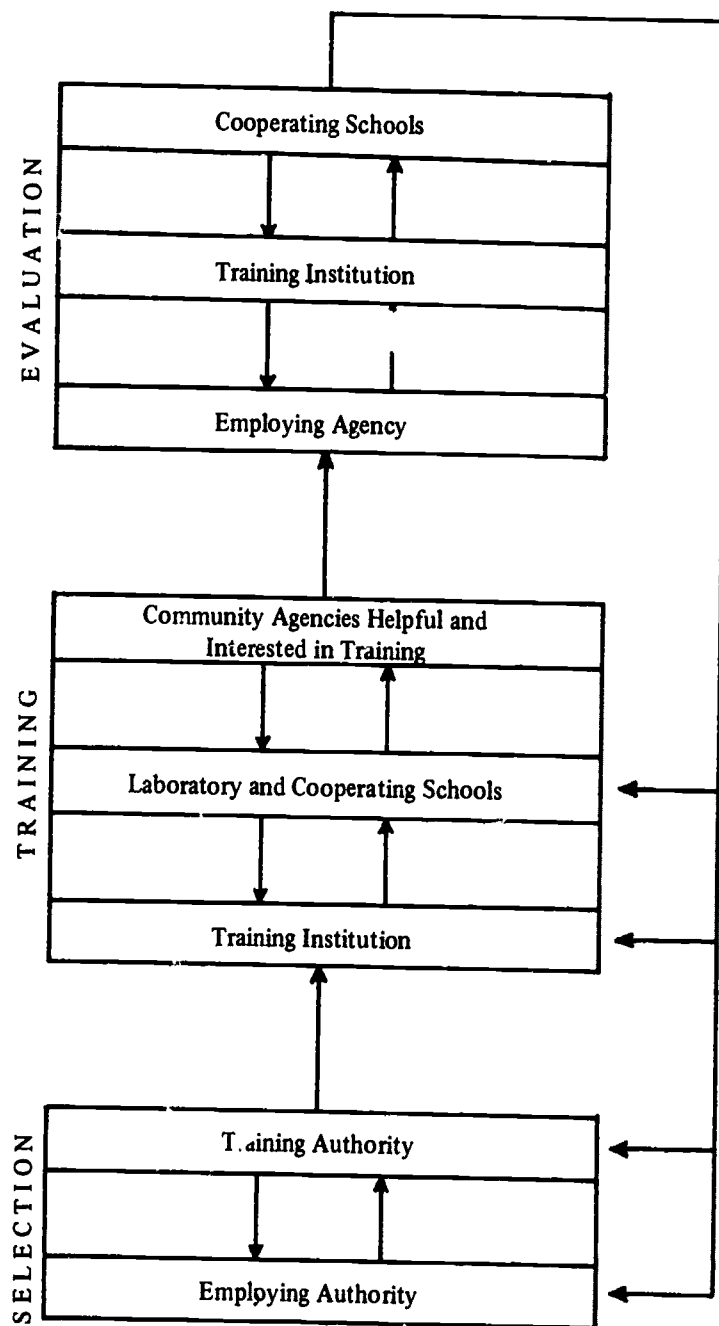 EVALUATION
Cooperating Schools
Training Institution
Employing Agency
TRAINING
Community Agencies Helpful and
Interested in Training
Laboratory and Cooperating Schools
Training Institution
SELECTION
Training Authority
Employing Authority